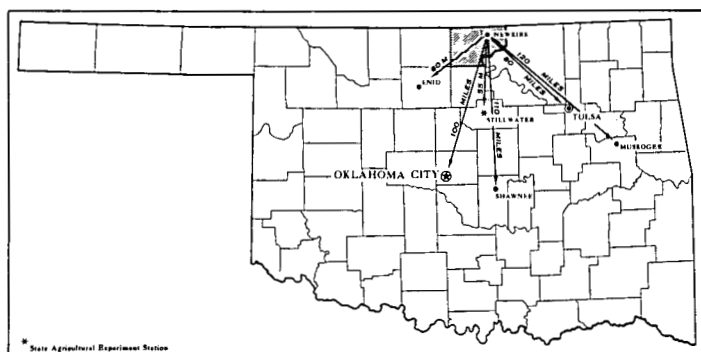 NEWKIRK
60 M.
ENID
100 MILES
55 M.
110 MILES
80 MILES
120 MILES
STILLWATER
TULSA
MUSKOGEE
OKLAHOMA CITY
SHAWNEE
* State Agricultural Experiment Station